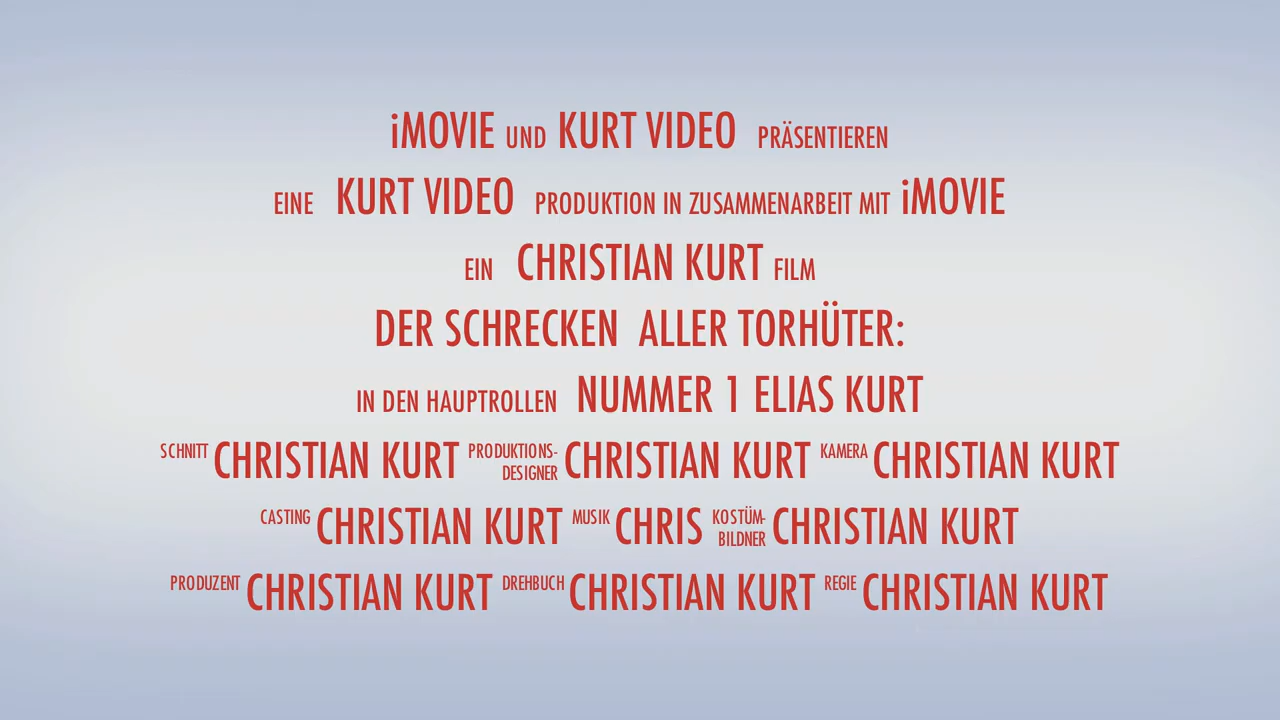 iMOVIE UND KURT VIDEO PRÄSENTIEREN
EINE KURT VIDEO PRODUKTION IN ZUSAMMENARBEIT MIT iMOVIE
EIN CHRISTIAN KURT FILM
DER SCHRECKEN ALLER TORHÜTER:
IN DEN HAUPTROLLEN NUMMER 1 ELIAS KURT
SCHNITT CHRISTIAN KURT PRODUKTIONS-DESIGNER CHRISTIAN KURT KAMERA CHRISTIAN KURT
CASTING CHRISTIAN KURT MUSIK CHRIS KOSTÜM-BILDNER CHRISTIAN KURT
PRODUZENT CHRISTIAN KURT DREHBUCH CHRISTIAN KURT REGIE CHRISTIAN KURT